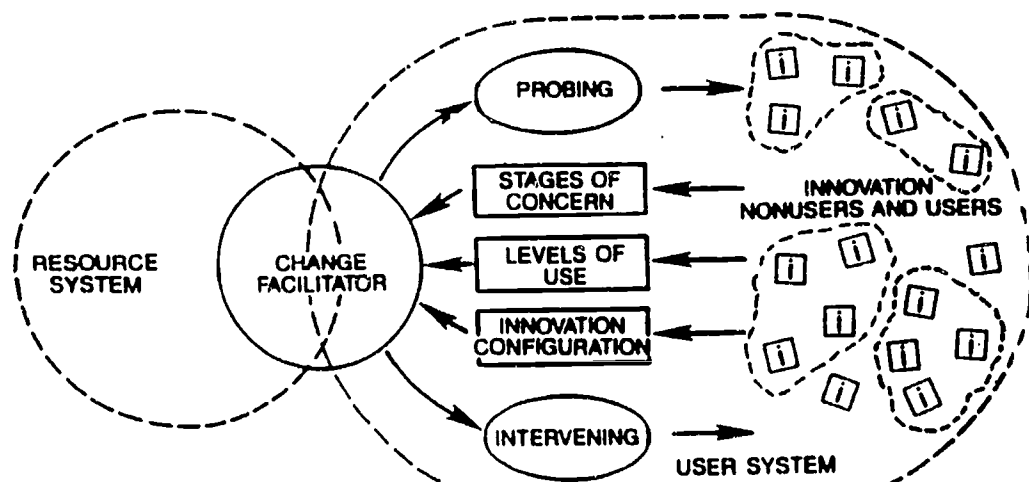 PROBING
i
i
i
i
i
STAGES OF
CONCERN
INNOVATION
NONUSERS AND USERS
RESOURCE
SYSTEM
CHANGE
FACILITATOR
LEVELS OF
USE
i
i
i
i
i
i
i
i
i
INNOVATION
CONFIGURATION
i
INTERVENING
USER SYSTEM